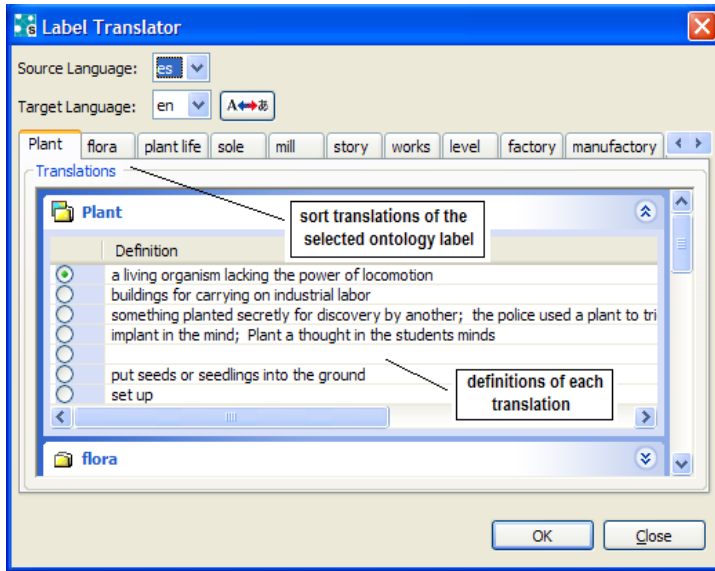 Label Translator
Source Language: es
Target Language: en A↔あ
Plant flora plant life sole mill story works level factory manufactory
Translations
Plant
sort translations of the
selected ontology label
Definition
a living organism lacking the power of locomotion
buildings for carrying on industrial labor
something planted secretly for discovery by another; the police used a plant to tri
implant in the mind; Plant a thought in the students minds
put seeds or seedlings into the ground
set up
definitions of each
translation
flora
OK Close